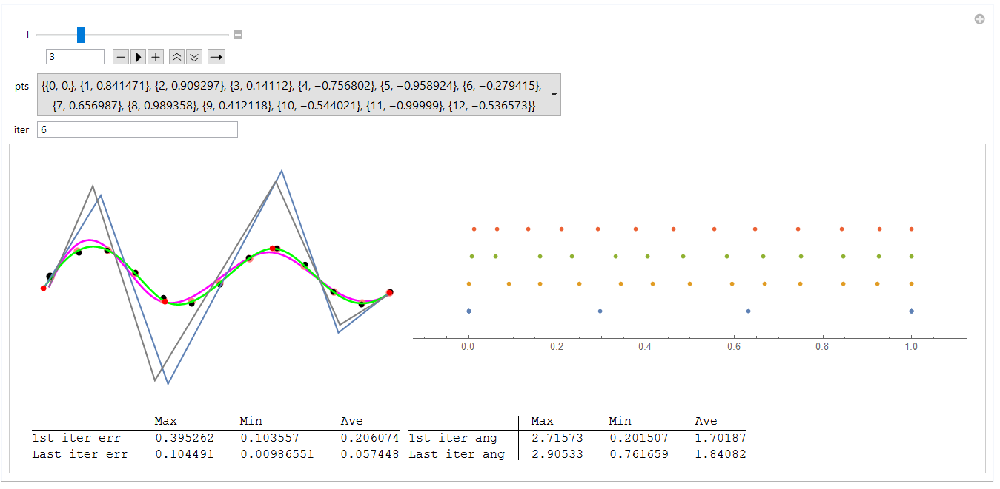 l
3
pts {{0, 0.}, {1, 0.841471}, {2, 0.909297}, {3, 0.14112}, {4, −0.756802}, {5, −0.958924}, {6, −0.279415},
{7, 0.656987}, {8, 0.989358}, {9, 0.412118}, {10, −0.544021}, {11, −0.99999}, {12, −0.536573}}
iter 6
0.0 0.2 0.4 0.6 0.8 1.0
Max Min Ave Max Min Ave
1st iter err 0.395262 0.103557 0.206074 1st iter ang 2.71573 0.201507 1.70187
Last iter err 0.104491 0.00986551 0.057448 Last iter ang 2.90533 0.761659 1.84082